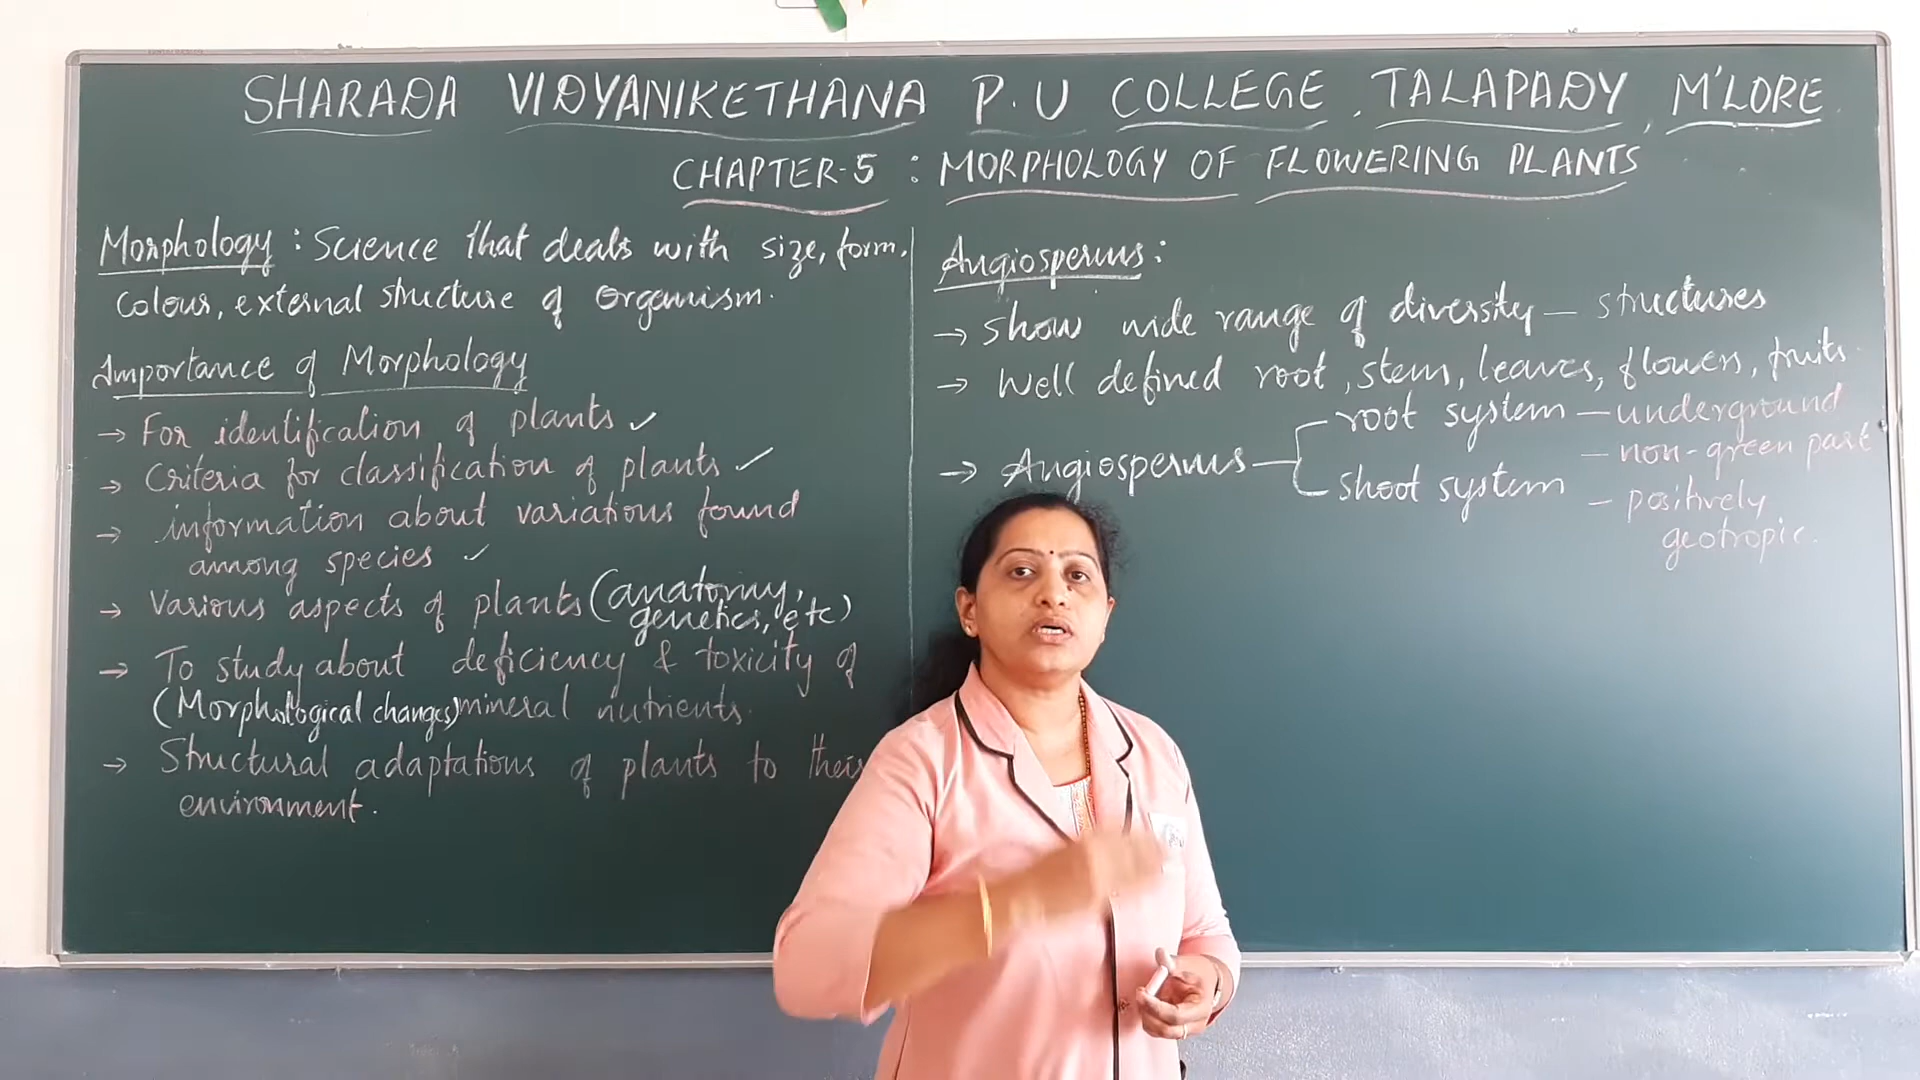 SHARADA VIDYANIKETHANA P.U COLLEGE, TALAPADY, M'LORE
CHAPTER-5 : MORPHOLOGY OF FLOWERING PLANTS
Morphology : Science that deals with size, form,
colour, external structure of organism.
Importance of Morphology
→ For identification of plants ✓
→ Criteria for classification of plants ✓
→ information about variations found
among species ✓
→ Various aspects of plants (anatomy,
genetics, etc)
→ To study about deficiency & toxicity of
(Morphological changes) mineral nutrients.
→ Structural adaptations of plants to their
environment.
Angiosperms :
→ Show wide range of diversity — structures
→ Well defined root, stem, leaves, flowers, fruits.
→ Angiosperms
root system — underground
— non-green part
shoot system
— positively
geotropic.